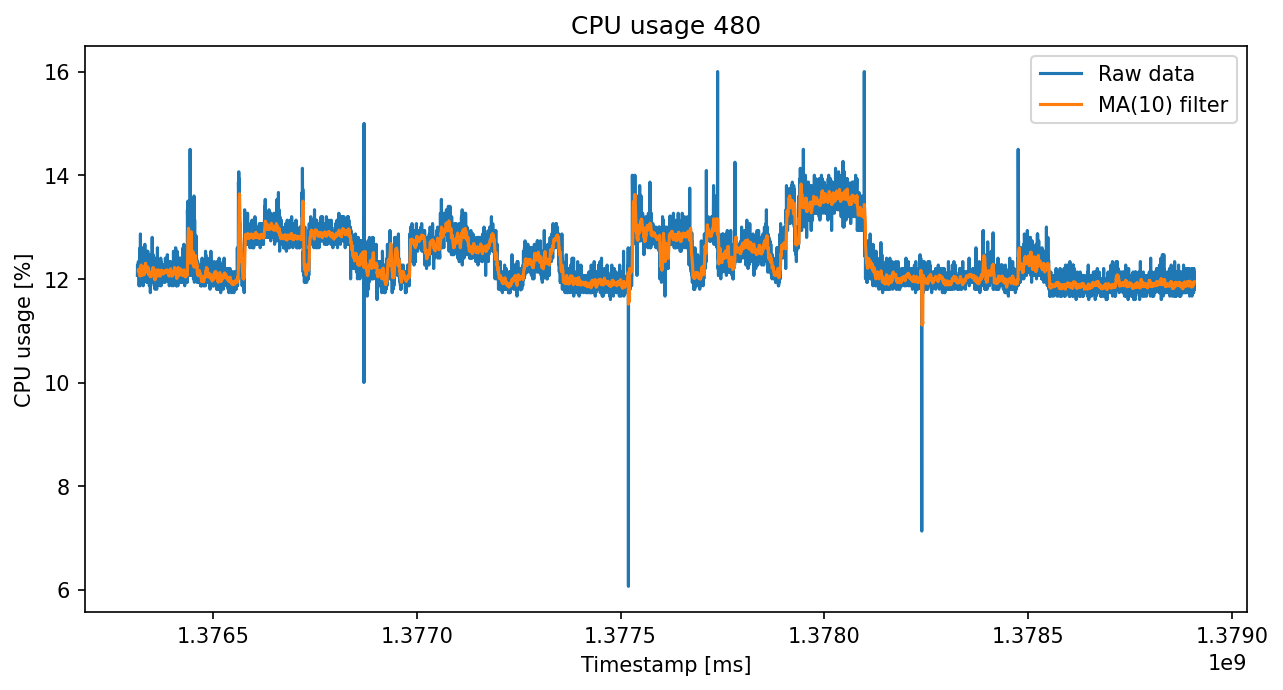 CPU usage 480
Raw data
MA(10) filter
CPU usage [%]
16
14
12
10
8
6
1.3765 1.3770 1.3775 1.3780 1.3785 1.3790
1e9
Timestamp [ms]